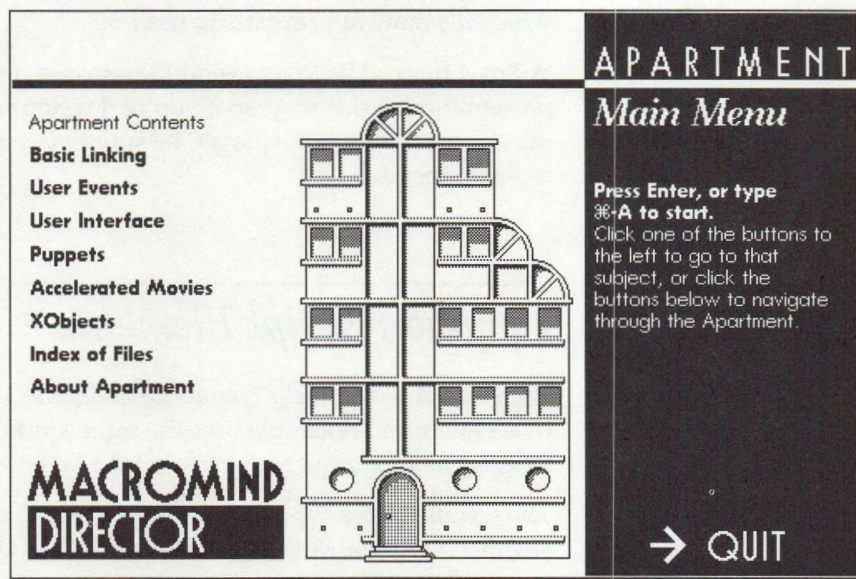 Apartment Contents
Basic Linking
User Events
User Interface
Puppets
Accelerated Movies
XObjects
Index of Files
About Apartment
MACROMIND
DIRECTOR
APARTMENT
Main Menu
Press Enter, or type
⌘-A to start.
Click one of the buttons to
the left to go to that
subject, or click the
buttons below to navigate
through the Apartment.
→ QUIT